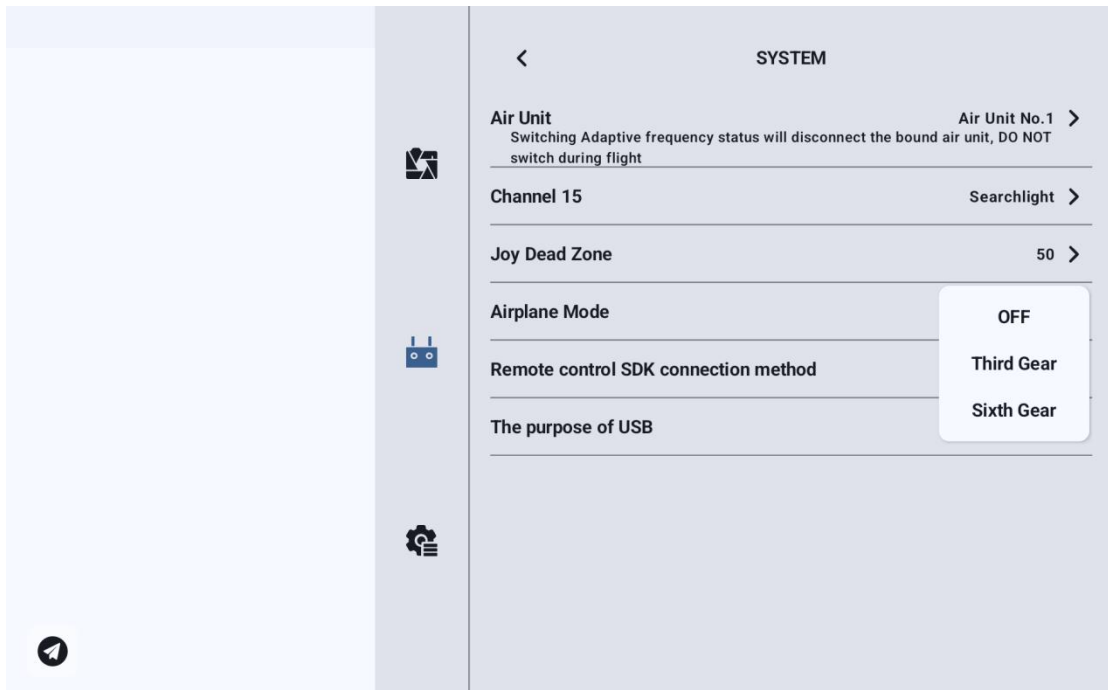 SYSTEM
Air Unit
Air Unit No.1
Switching Adaptive frequency status will disconnect the bound air unit, DO NOT
switch during flight
Channel 15
Searchlight
Joy Dead Zone
50
Airplane Mode
OFF
Third Gear
Remote control SDK connection method
Sixth Gear
The purpose of USB